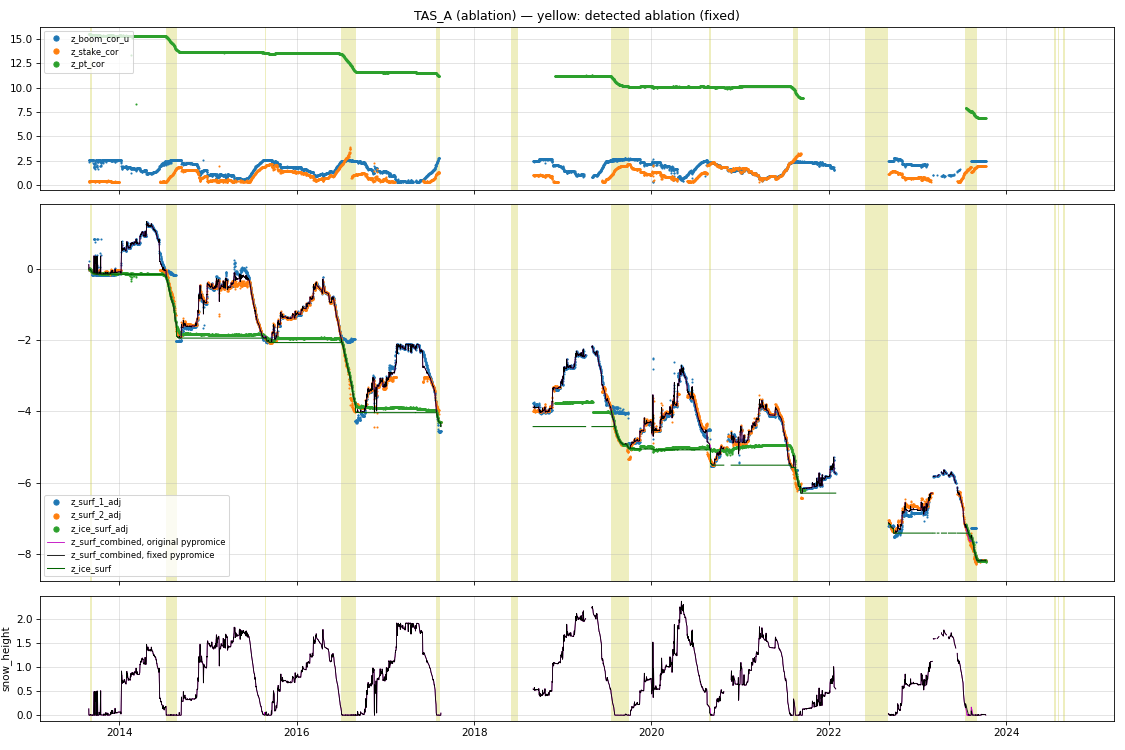 TAS_A (ablation) — yellow: detected ablation (fixed)
15.0
12.5
10.0
7.5
5.0
2.5
0.0
z_boom_cor_u
z_stake_cor
z_pt_cor
0
−2
−4
−6
−8
z_surf_1_adj
z_surf_2_adj
z_ice_surf_adj
z_surf_combined, original pypromice
z_surf_combined, fixed pypromice
z_ice_surf
snow_height
2.0
1.5
1.0
0.5
0.0
2014 2016 2018 2020 2022 2024